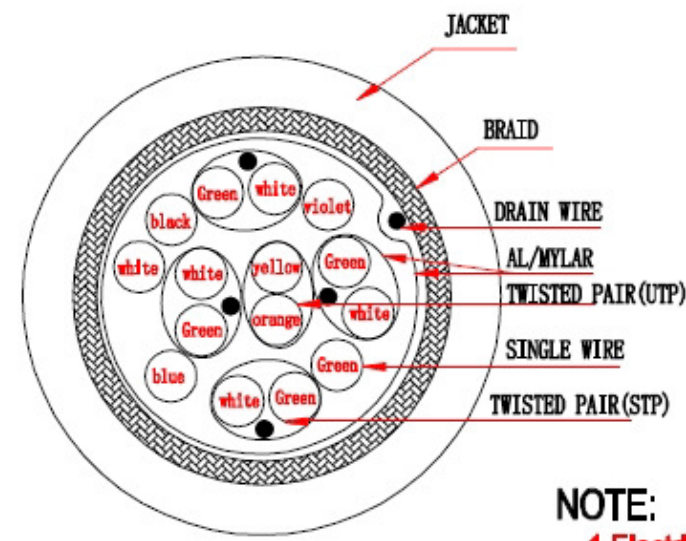 JACKET
BRAID
DRAIN WIRE
AL/MYLAR
TWISTED PAIR(UTP)
SINGLE WIRE
TWISTED PAIR(STP)
Green
white
violet
black
white
white
Green
yellow
orange
Green
white
blue
Green
white
Green
NOTE: